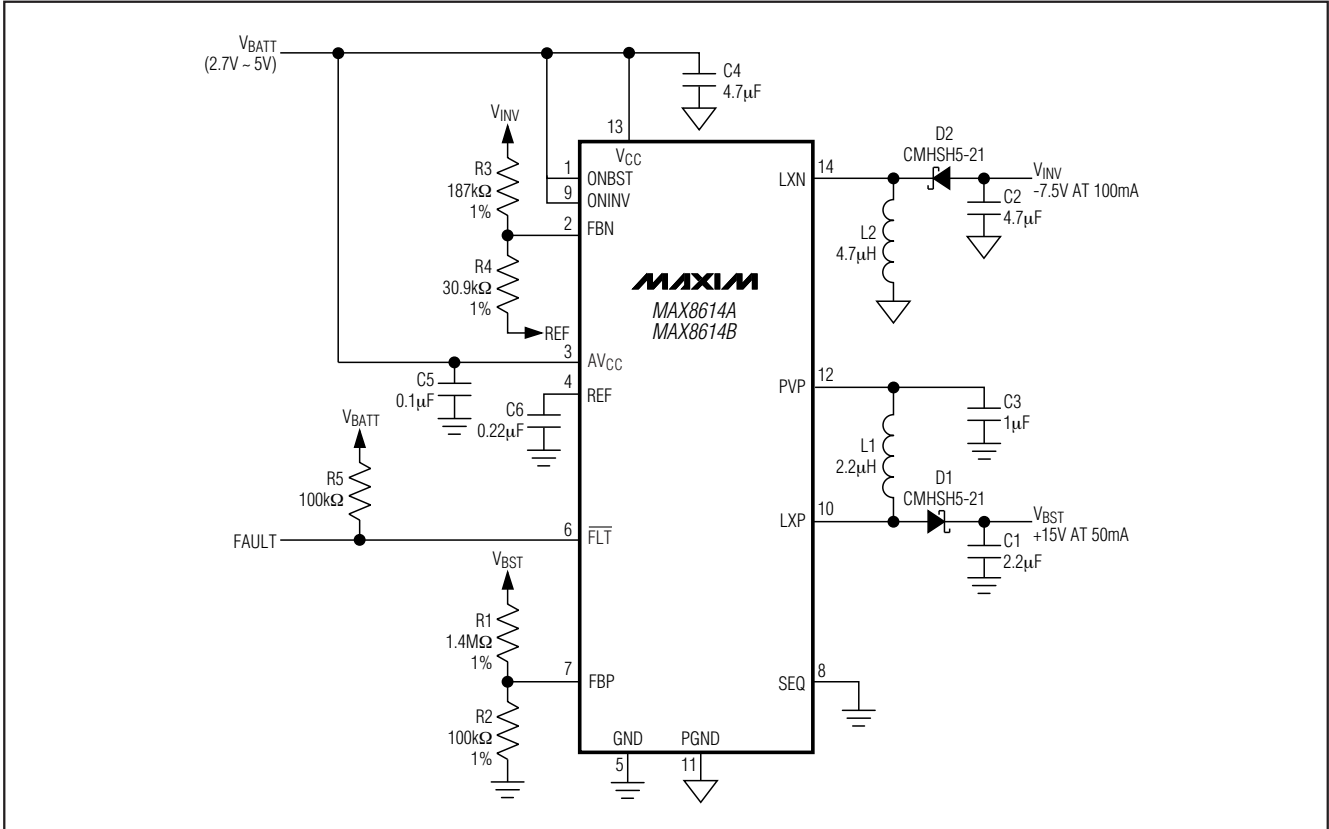 V_BATT
(2.7V ~ 5V)
C4
4.7µF
V_INV
R3
187kΩ
1%
R4
30.9kΩ
1%
REF
C5
0.1µF
C6
0.22µF
V_BATT
R5
100kΩ
FAULT
V_BST
R1
1.4MΩ
1%
R2
100kΩ
1%
13
V_CC
1
ONBST
9
ONINV
2
FBN
MAXIM
MAX8614A
MAX8614B
3
AV_CC
4
REF
6
FLT
7
FBP
GND
5
PGND
11
LXN
14
D2
CMHSH5-21
V_INV
-7.5V AT 100mA
C2
4.7µF
L2
4.7µH
PVP
12
C3
1µF
L1
2.2µH
D1
CMHSH5-21
LXP
10
V_BST
+15V AT 50mA
C1
2.2µF
SEQ
8